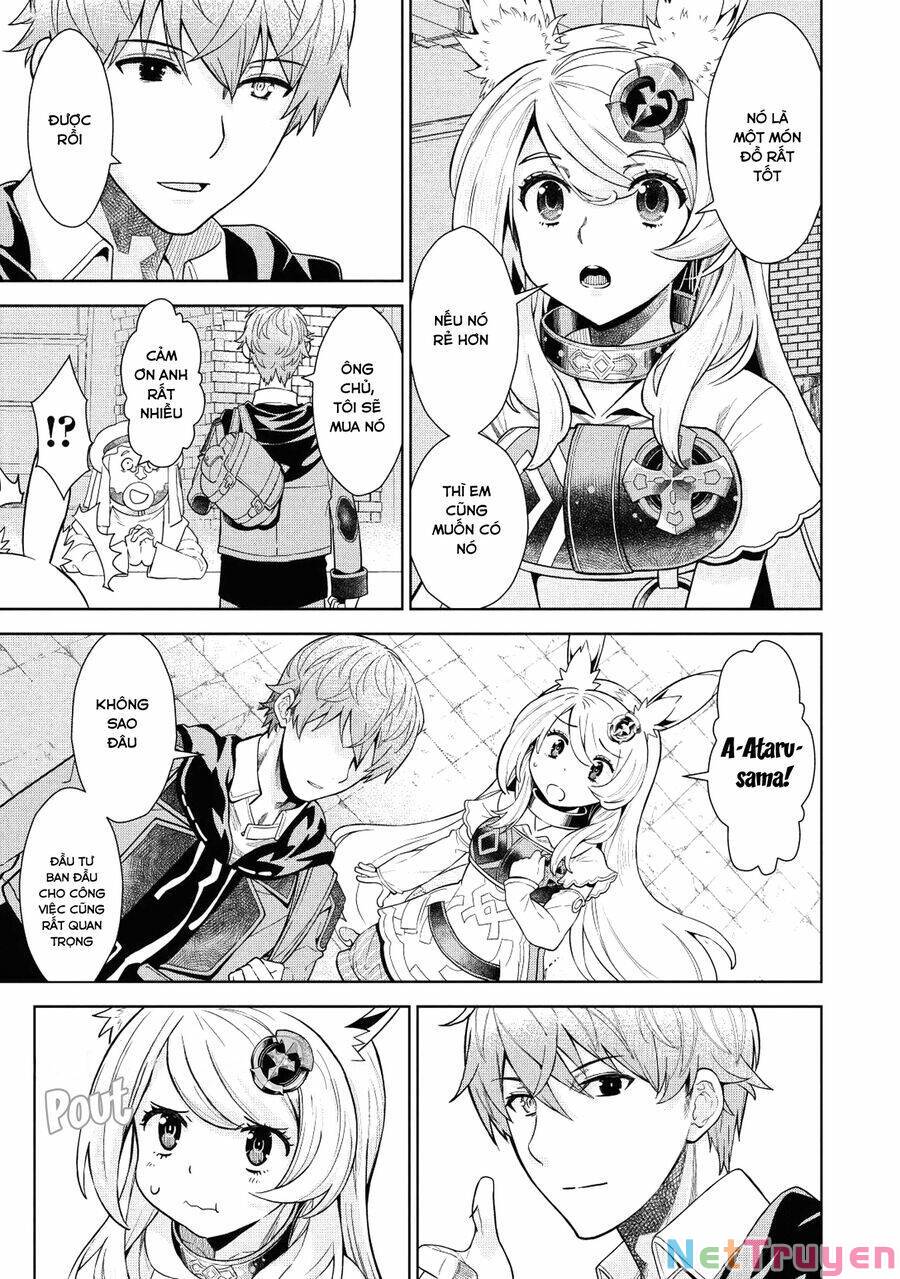 NÓ LÀ
MỘT MÓN
ĐỒ RẤT
TỐT
NẾU NÓ
RẺ HƠN
THÌ EM
CŨNG
MUỐN CÓ
NÓ
ĐƯỢC
RỒI
ÔNG
CHỦ,
TÔI SẼ
MUA NÓ
CẢM
ƠN ANH
RẤT
NHIỀU
!?
A-Ataru-
sama!
KHÔNG
SAO
ĐÂU
ĐẦU TƯ
BAN ĐẦU
CHO CÔNG
VIỆC CŨNG
RẤT QUAN
TRỌNG
Pout
NetTruyen